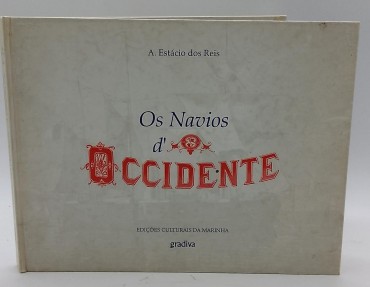 A. Estácio dos Reis
Os Navios
d'
OCCIDENTE
EDIÇÕES CULTURAIS DA MARINHA
gradiva